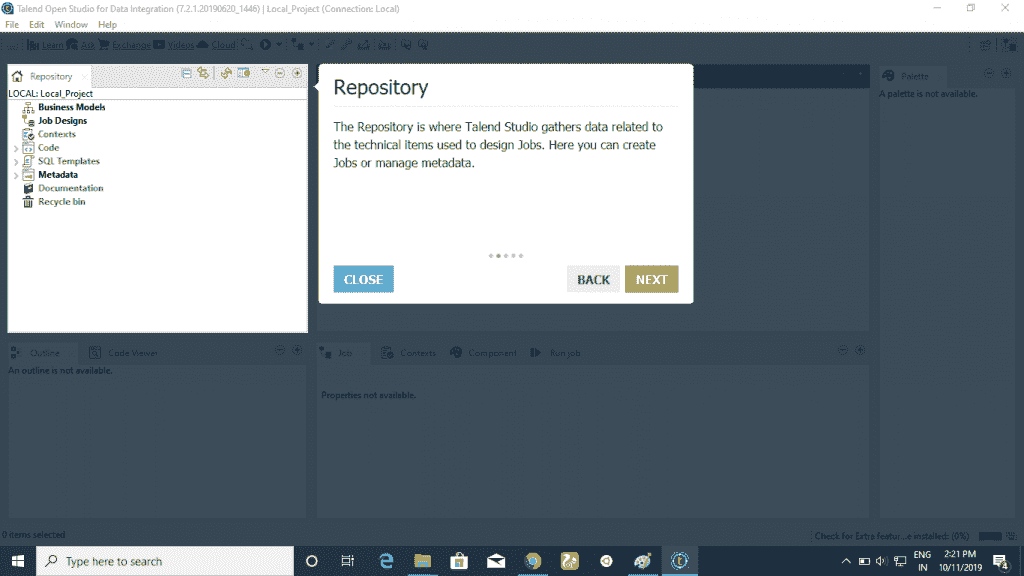 Talend Open Studio for Data Integration (7.2.1.20190620_1446) | Local_Project (Connection: Local)
File Edit Window Help
Learn Ask Exchange Videos Cloud
Repository
LOCAL: Local_Project
Business Models
Job Designs
Contexts
Code
SQL Templates
Metadata
Documentation
Recycle bin
Repository
The Repository is where Talend Studio gathers data related to
the technical items used to design Jobs. Here you can create
Jobs or manage metadata.
CLOSE BACK NEXT
Palette
A palette is not available.
Outline Code Viewer
An outline is not available.
Job Contexts Component Run job
Properties not available.
0 items selected
Check for Extra featu...e installed: (0%)
Type here to search
ENG
IN
2:21 PM
10/11/2019
4